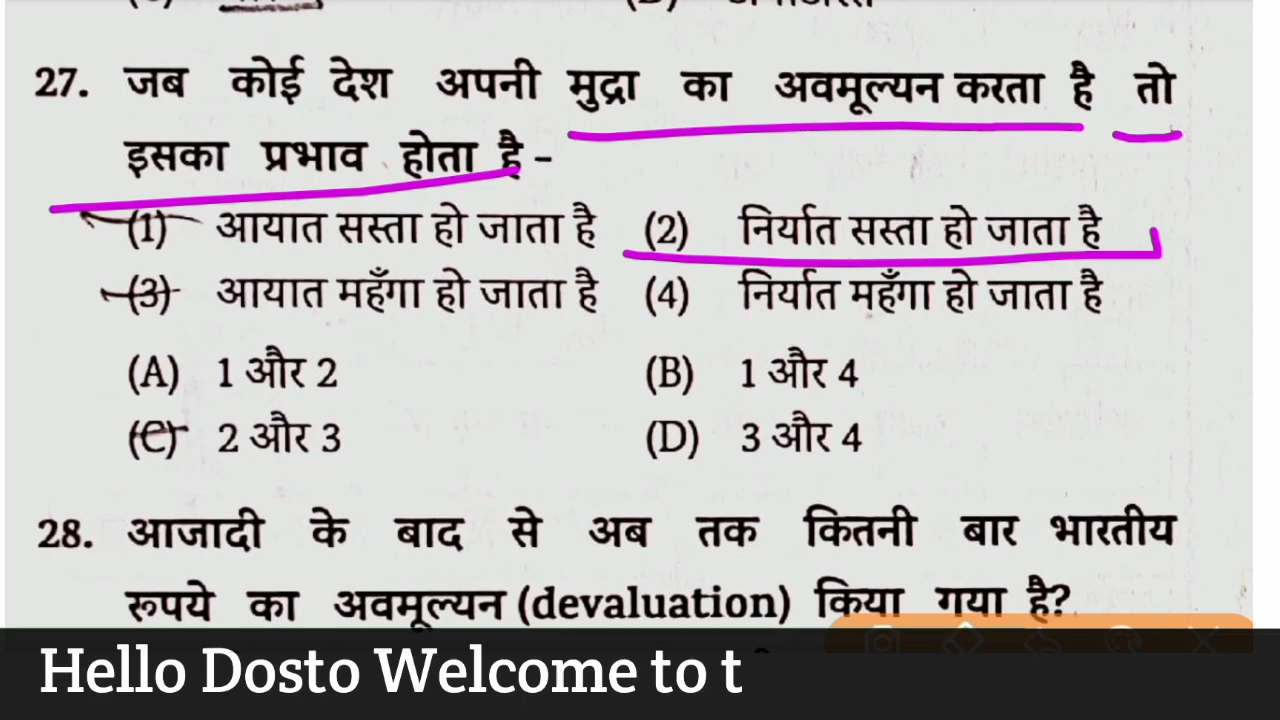 27. जब कोई देश अपनी मुद्रा का अवमूल्यन करता है तो
इसका प्रभाव होता है -
(1) आयात सस्ता हो जाता है (2) निर्यात सस्ता हो जाता है
(3) आयात महँगा हो जाता है (4) निर्यात महँगा हो जाता है
(A) 1 और 2 (B) 1 और 4
(C) 2 और 3 (D) 3 और 4
28. आजादी के बाद से अब तक कितनी बार भारतीय
रूपये का अवमूल्यन (devaluation) किया गया है?
Hello Dosto Welcome to t